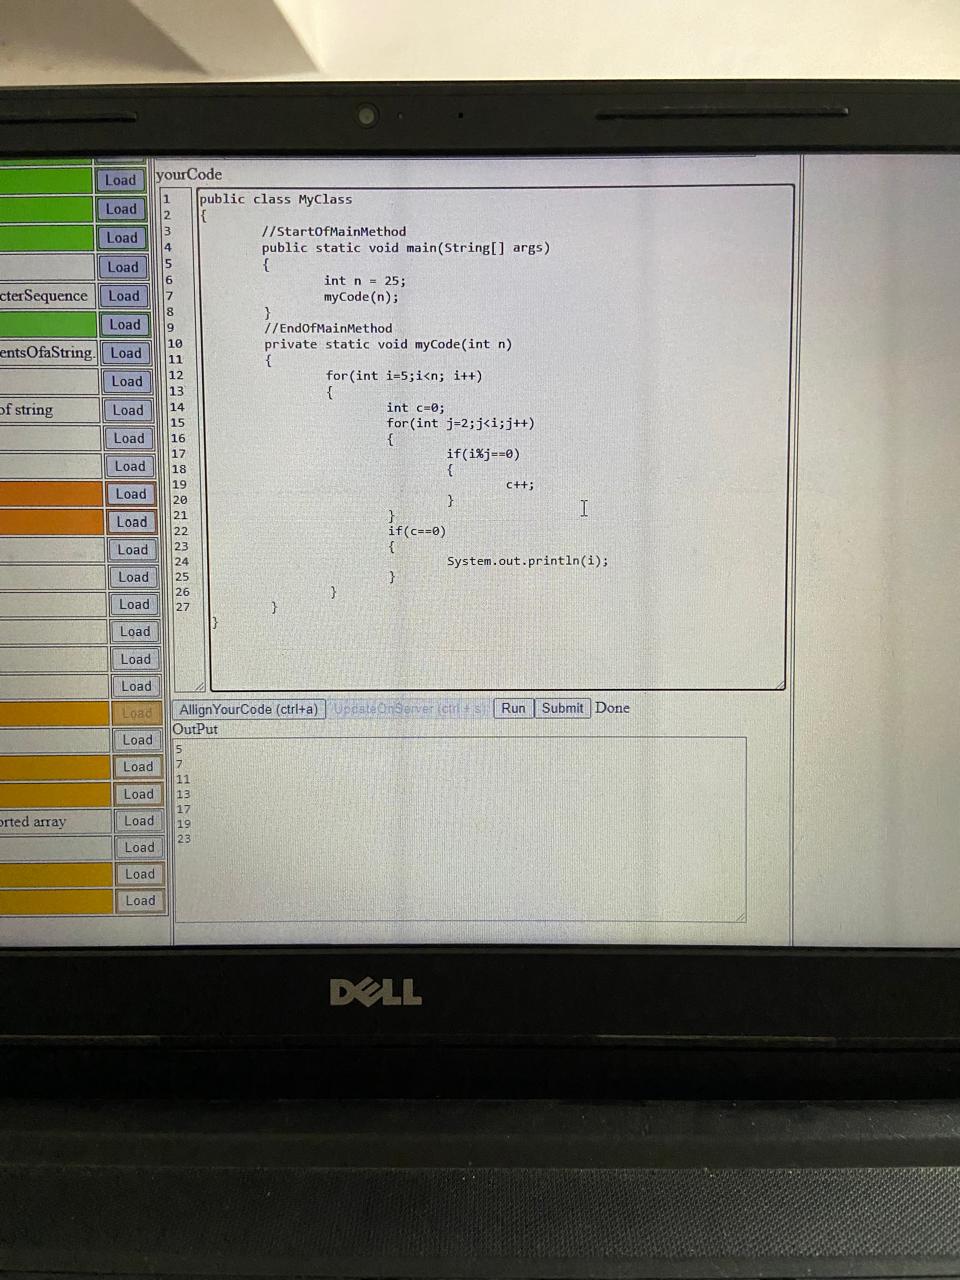 yourCode
1 public class MyClass
2 {
3 //StartOfMainMethod
4 public static void main(String[] args)
5 {
6 int n = 25;
7 myCode(n);
8 }
9 //EndOfMainMethod
10 private static void myCode(int n)
11 {
12 for(int i=5;i<n; i++)
13 {
14 int c=0;
15 for(int j=2;j<i;j++)
16 {
17 if(i%j==0)
18 {
19 c++;
20 }
21 }
22 if(c==0)
23 {
24 System.out.println(i);
25 }
26 }
27 }
}
Load
Load
Load
Load
cterSequence Load
Load
entsOfaString. Load
Load
of string Load
Load
Load
Load
Load
Load
Load
Load
Load
Load
Load
Load
Load
Load
Load
orted array Load
Load
Load
Load
AllignYourCode (ctrl+a) UpdateOnServer (ctrl + s) Run Submit Done
OutPut
5
7
11
13
17
19
23
DELL